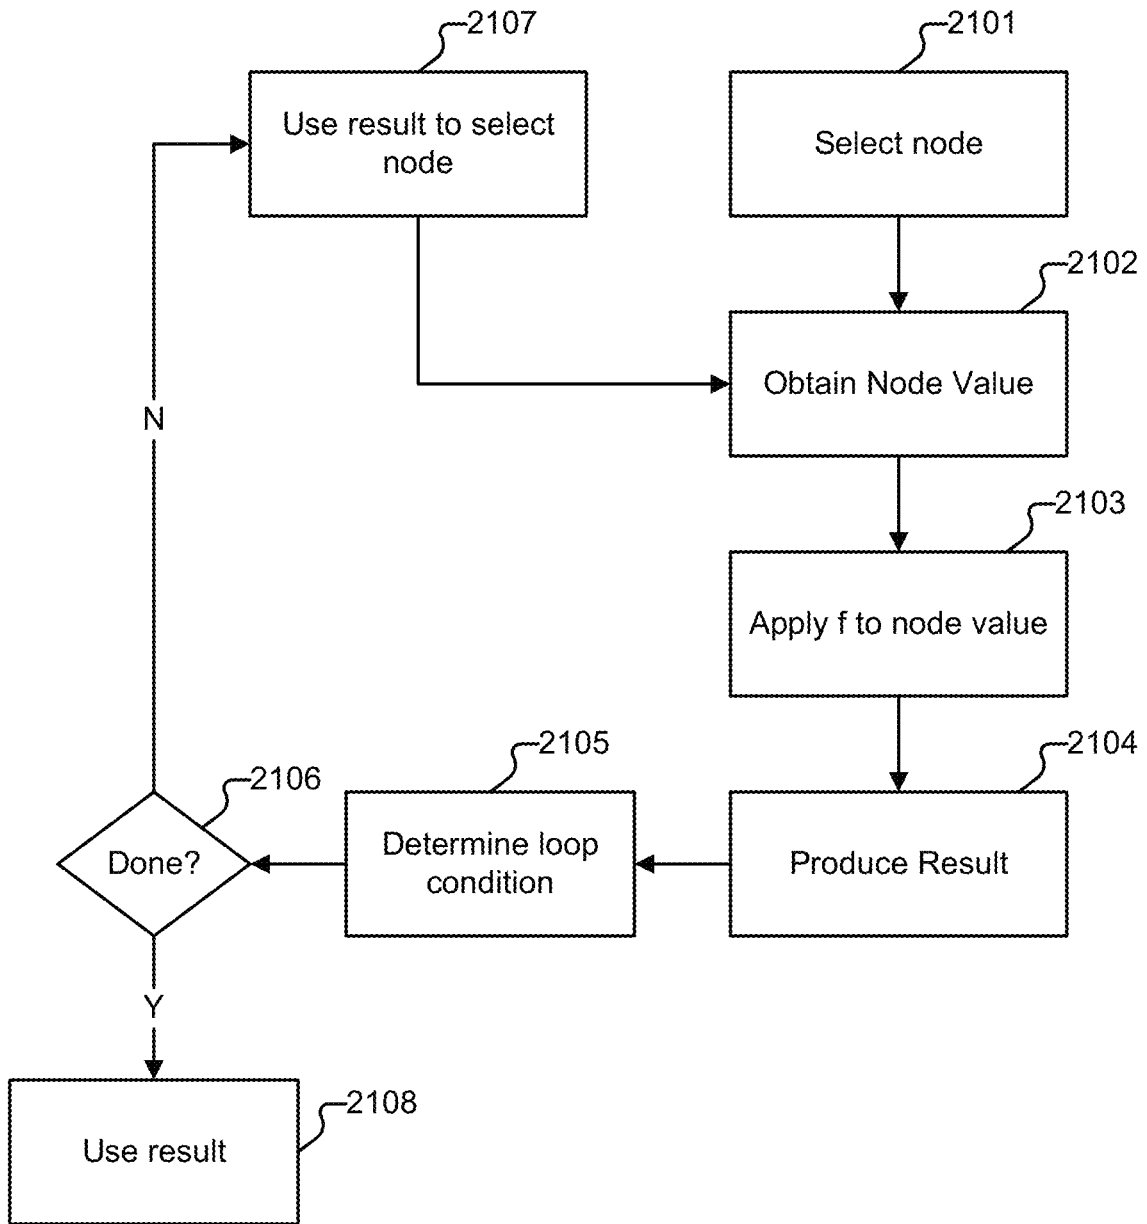 2107
2101
Use result to select
node
Select node
2102
Obtain Node Value
N
2103
Apply f to node value
2105
2104
2106
Determine loop
condition
Done?
Produce Result
Y
2108
Use result